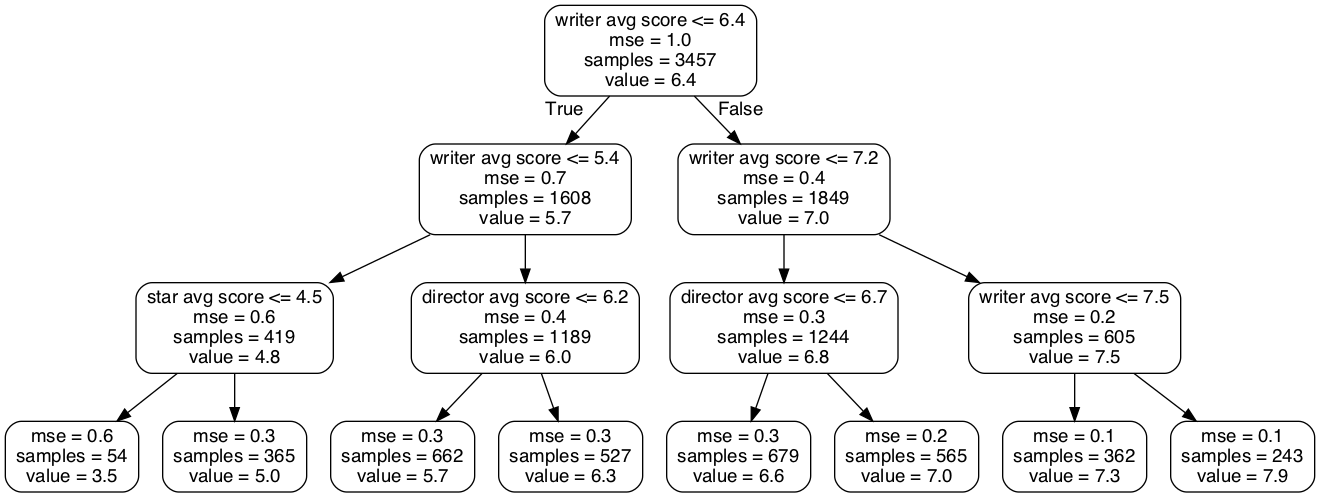 writer avg score <= 6.4
mse = 1.0
samples = 3457
value = 6.4
True
False
writer avg score <= 5.4
mse = 0.7
samples = 1608
value = 5.7
writer avg score <= 7.2
mse = 0.4
samples = 1849
value = 7.0
star avg score <= 4.5
mse = 0.6
samples = 419
value = 4.8
director avg score <= 6.2
mse = 0.4
samples = 1189
value = 6.0
director avg score <= 6.7
mse = 0.3
samples = 1244
value = 6.8
writer avg score <= 7.5
mse = 0.2
samples = 605
value = 7.5
mse = 0.6
samples = 54
value = 3.5
mse = 0.3
samples = 365
value = 5.0
mse = 0.3
samples = 662
value = 5.7
mse = 0.3
samples = 527
value = 6.3
mse = 0.3
samples = 679
value = 6.6
mse = 0.2
samples = 565
value = 7.0
mse = 0.1
samples = 362
value = 7.3
mse = 0.1
samples = 243
value = 7.9